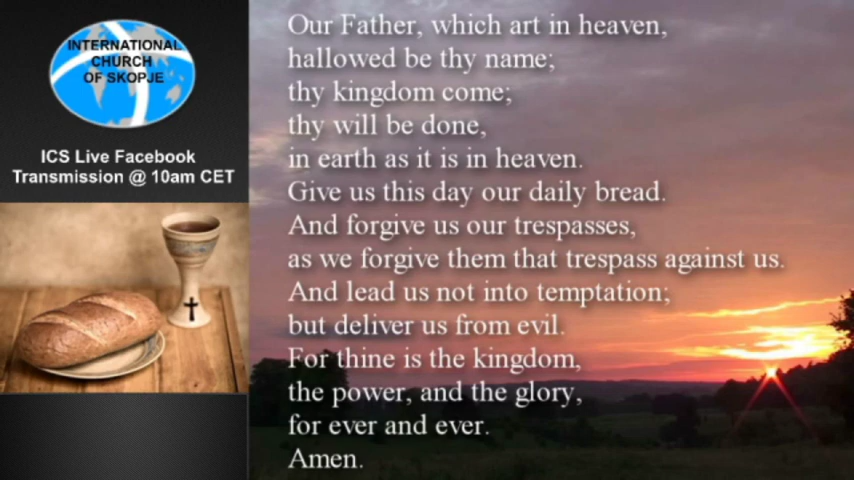 INTERNATIONAL
CHURCH
OF SKOPJE
ICS Live Facebook
Transmission @ 10am CET
Our Father, which art in heaven,
hallowed be thy name;
thy kingdom come;
thy will be done,
in earth as it is in heaven.
Give us this day our daily bread.
And forgive us our trespasses,
as we forgive them that trespass against us.
And lead us not into temptation;
but deliver us from evil.
For thine is the kingdom,
the power, and the glory,
for ever and ever.
Amen.